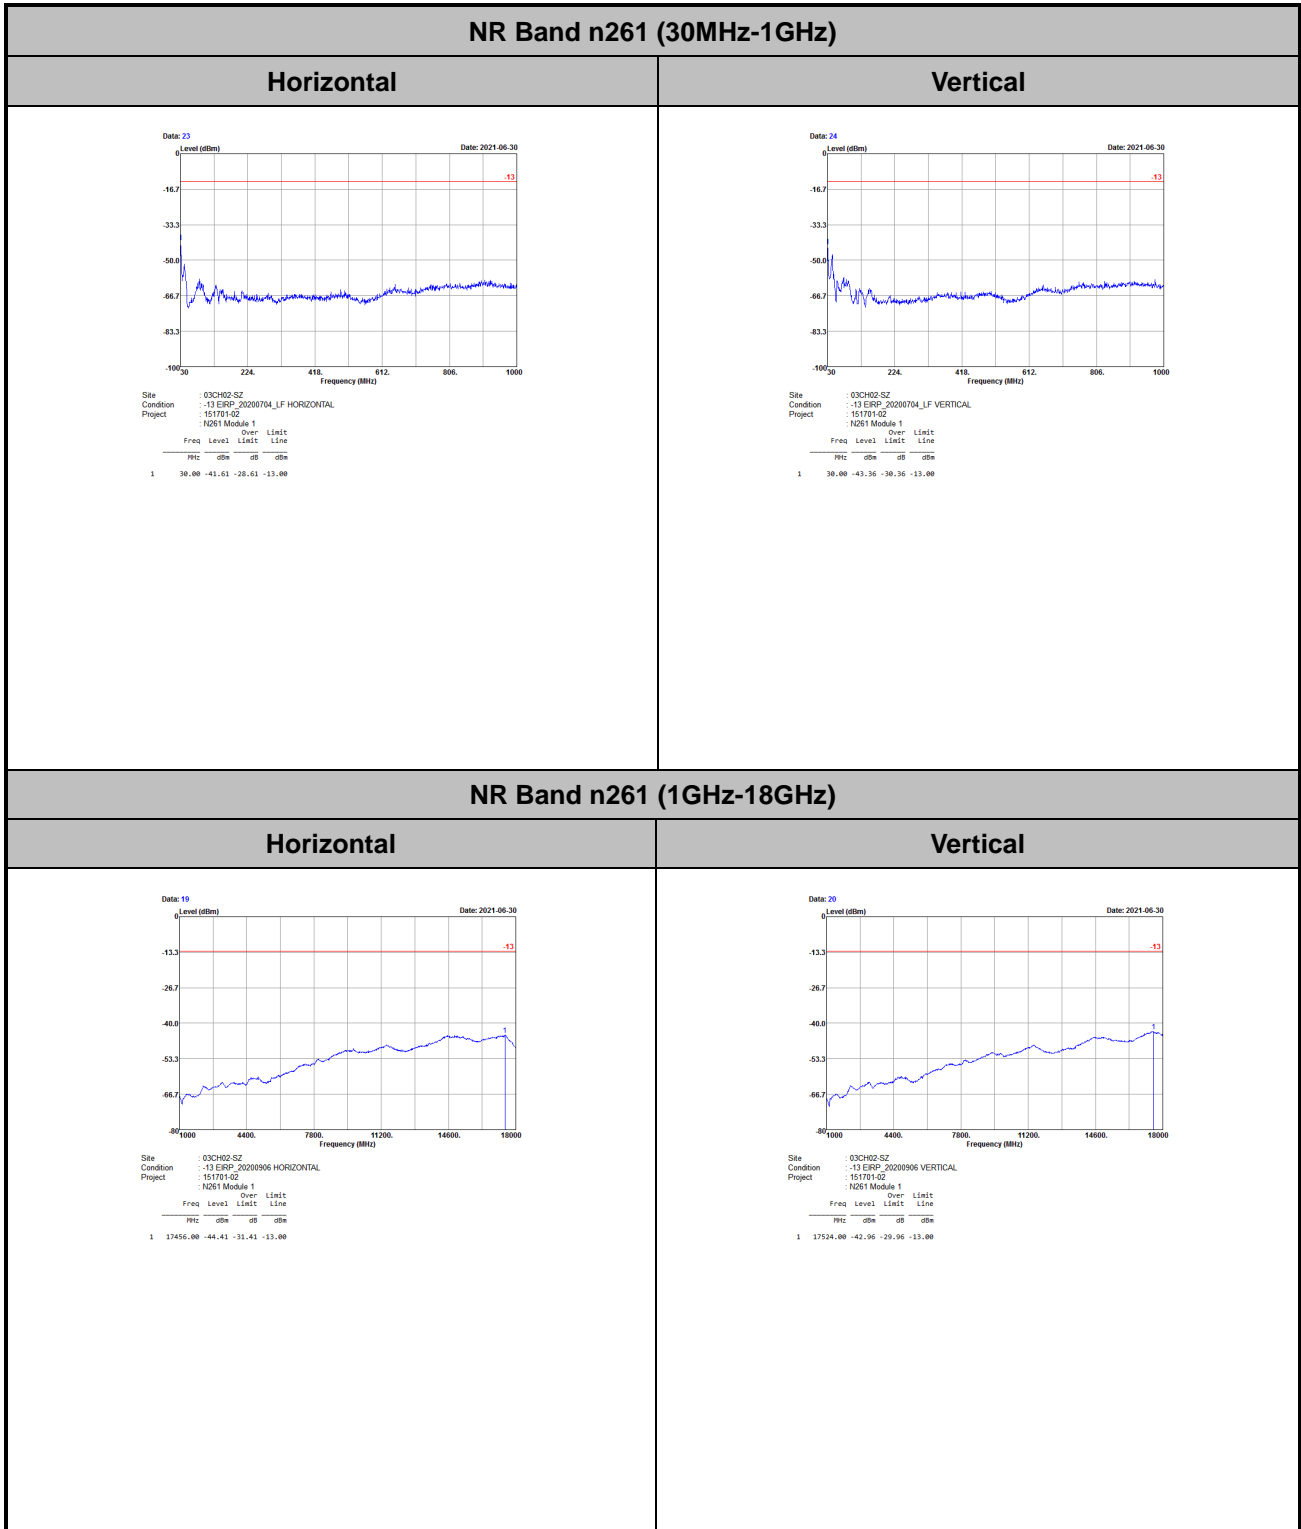 NR Band n261 (30MHz-1GHz)
Horizontal
Vertical
Data: 23
Level (dBm)
Date: 2021-06-30
0
-13
-16.7
-33.3
-50.0
-66.7
-83.3
-100
30
224.
418.
612.
806.
1000
Frequency (MHz)
Site : 03CH02-SZ
Condition : -13 EIRP_20200704_LF HORIZONTAL
Project : 151701-02
: N261 Module 1
Over Limit
Freq Level Limit Line
MHz dBm dB dBm
1 30.00 -41.61 -28.61 -13.00
Data: 24
Level (dBm)
Date: 2021-06-30
0
-13
-16.7
-33.3
-50.0
-66.7
-83.3
-100
30
224.
418.
612.
806.
1000
Frequency (MHz)
Site : 03CH02-SZ
Condition : -13 EIRP_20200704_LF VERTICAL
Project : 151701-02
: N261 Module 1
Over Limit
Freq Level Limit Line
MHz dBm dB dBm
1 30.00 -43.36 -30.36 -13.00
NR Band n261 (1GHz-18GHz)
Horizontal
Vertical
Data: 19
Level (dBm)
Date: 2021-06-30
0
-13
-13.3
-26.7
-40.0
1
-53.3
-66.7
-80
1000
4400.
7800.
11200.
14600.
18000
Frequency (MHz)
Site : 03CH02-SZ
Condition : -13 EIRP_20200906 HORIZONTAL
Project : 151701-02
: N261 Module 1
Over Limit
Freq Level Limit Line
MHz dBm dB dBm
1 17456.00 -44.41 -31.41 -13.00
Data: 20
Level (dBm)
Date: 2021-06-30
0
-13
-13.3
-26.7
-40.0
1
-53.3
-66.7
-80
1000
4400.
7800.
11200.
14600.
18000
Frequency (MHz)
Site : 03CH02-SZ
Condition : -13 EIRP_20200906 VERTICAL
Project : 151701-02
: N261 Module 1
Over Limit
Freq Level Limit Line
MHz dBm dB dBm
1 17524.00 -42.96 -29.96 -13.00